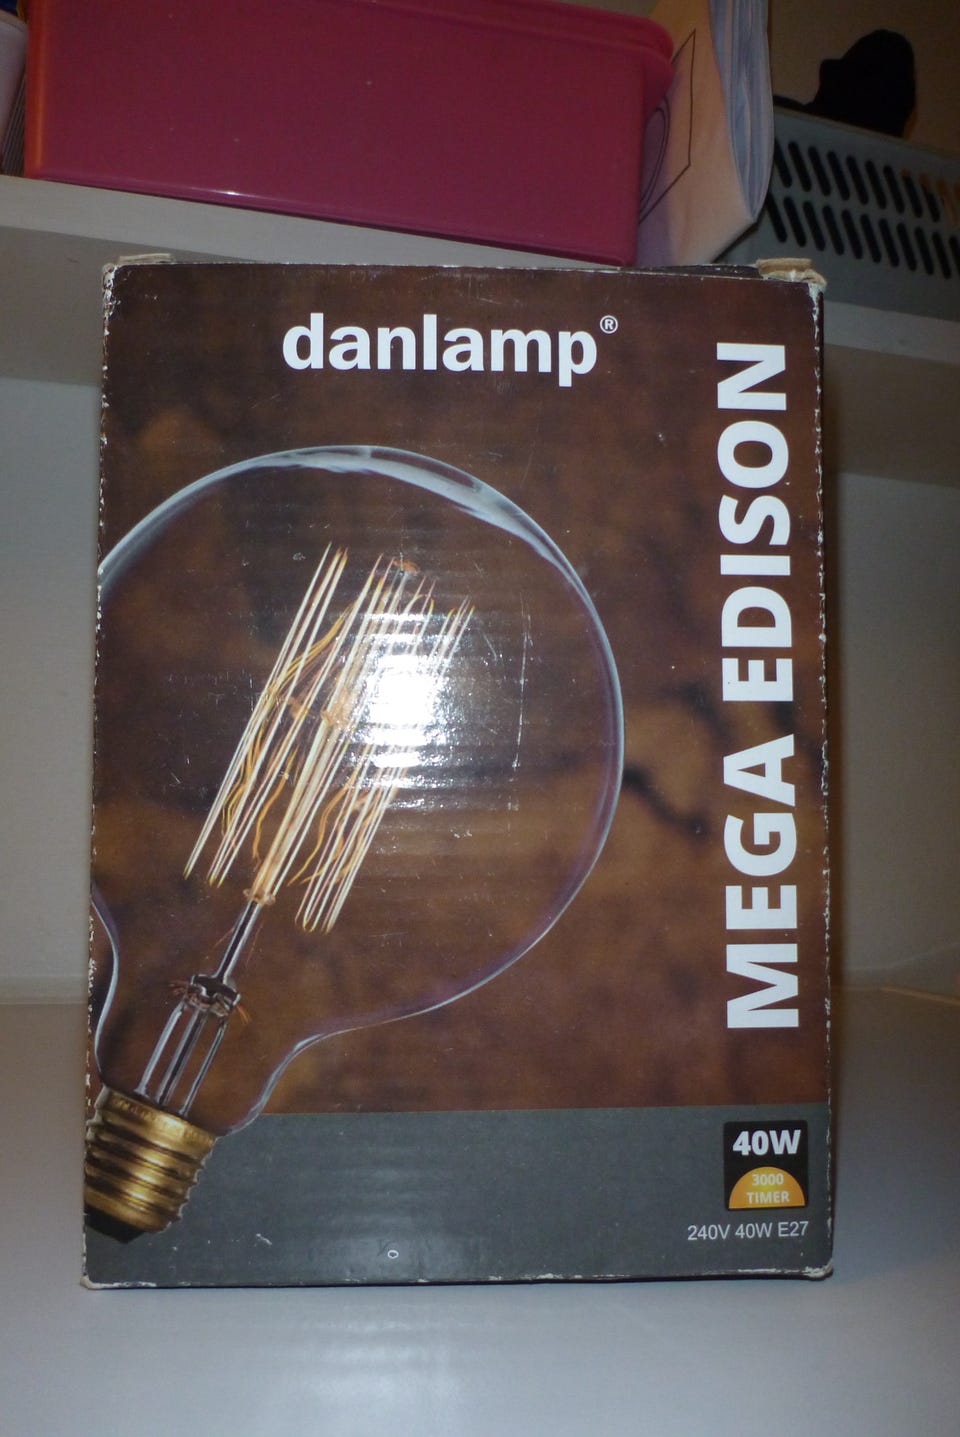 danlamp®
MEGA EDISON
40W
3000
TIMER
240V 40W E27